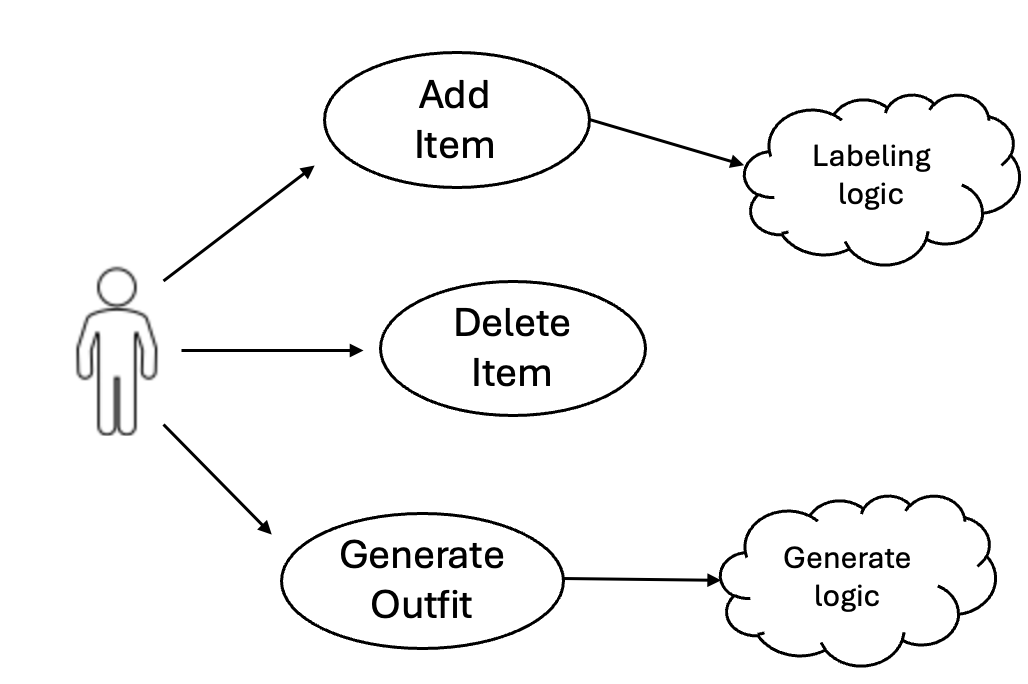 Add
Item
Labeling
logic
Delete
Item
Generate
Outfit
Generate
logic